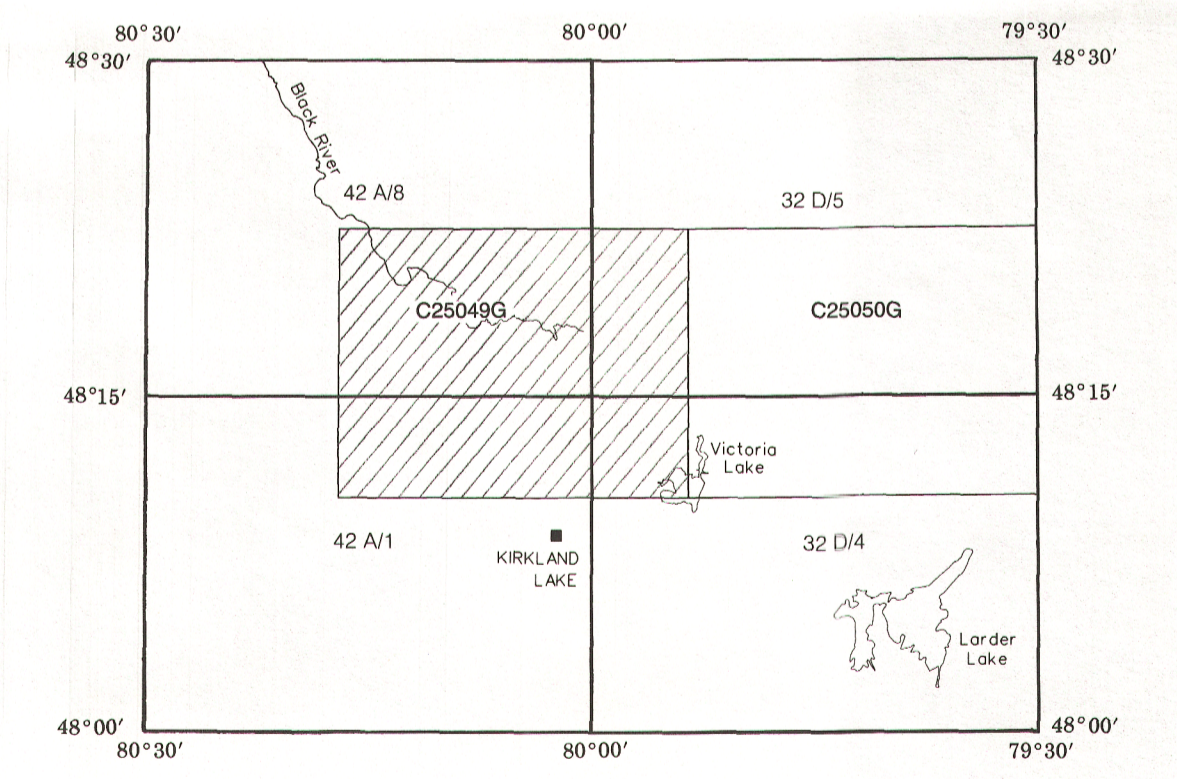 80°30′
80°00′
79°30′
48°30′
48°30′
Black River
42 A/8
32 D/5
C25049G
C25050G
48°15′
48°15′
Victoria
Lake
42 A/1
32 D/4
KIRKLAND
LAKE
Larder
Lake
48°00′
48°00′
80°30′
80°00′
79°30′